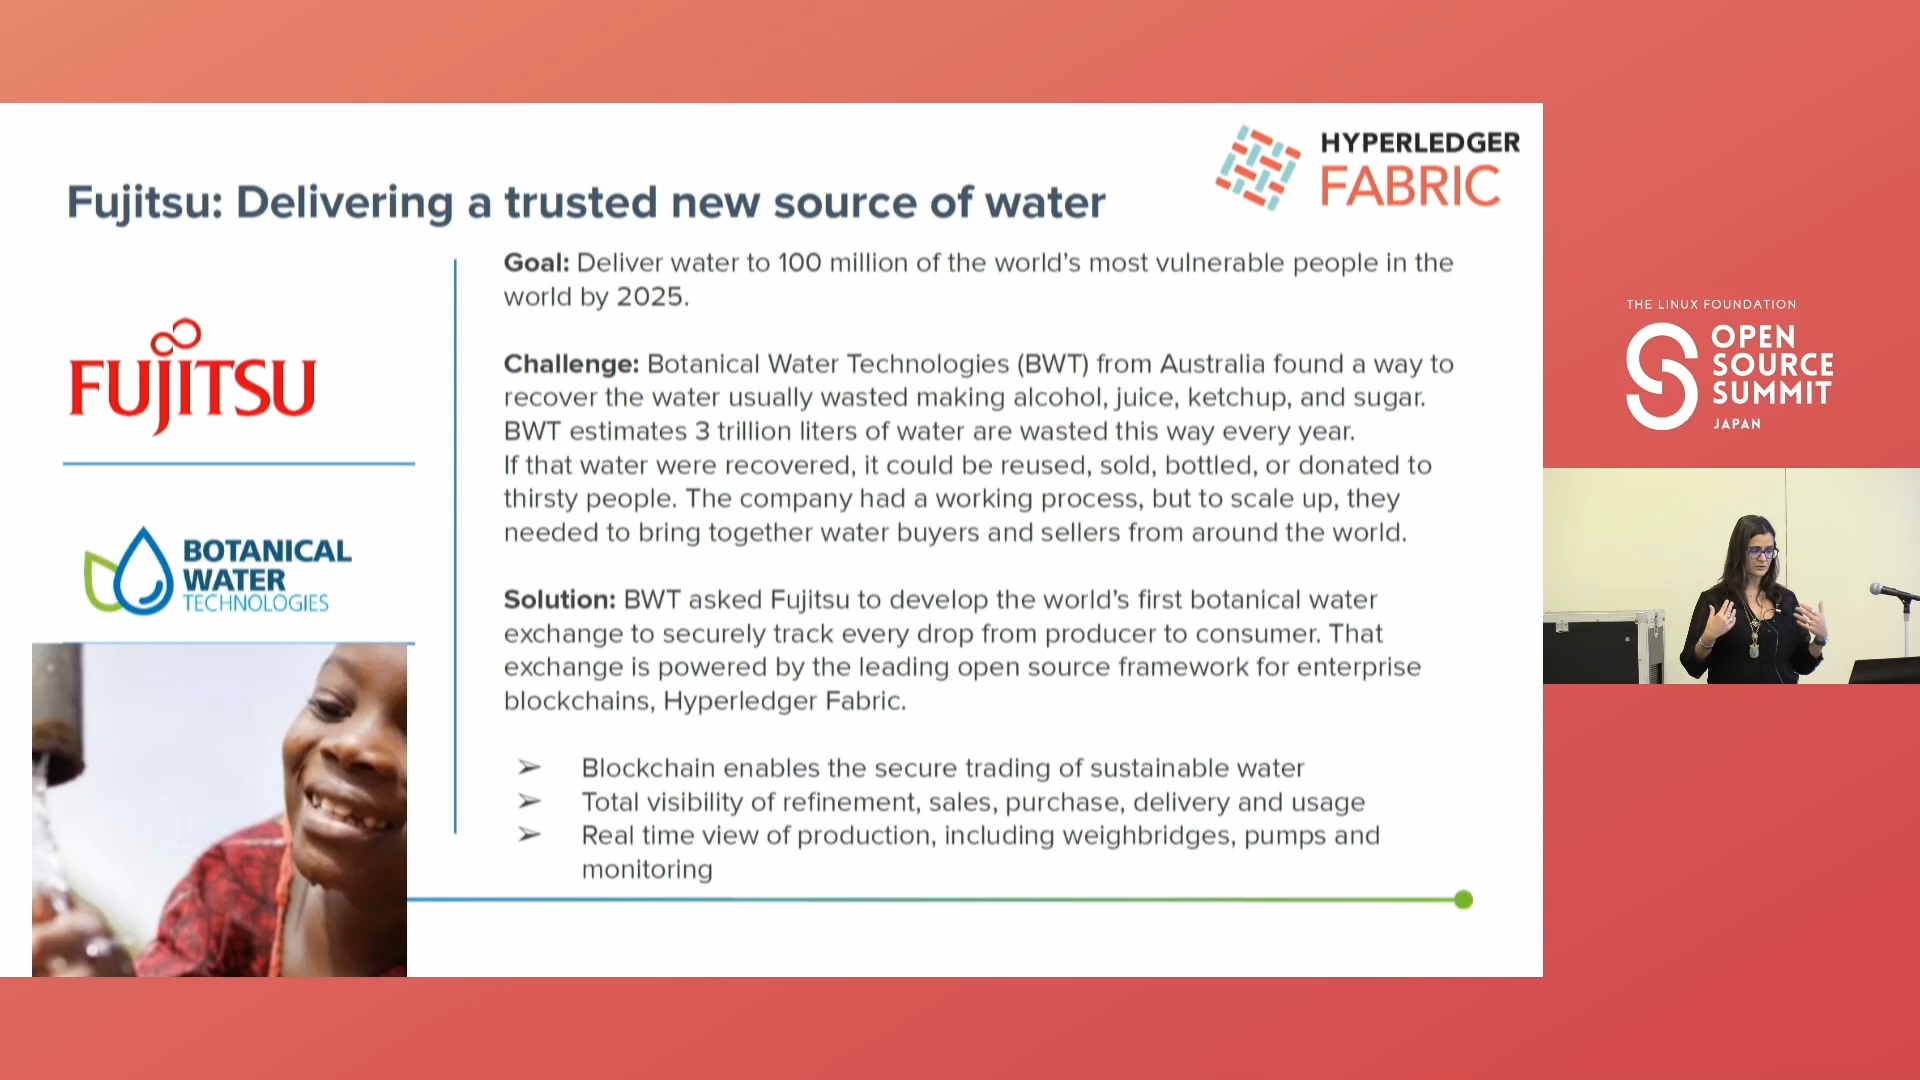 HYPERLEDGER
FABRIC
Fujitsu: Delivering a trusted new source of water
Goal: Deliver water to 100 million of the world's most vulnerable people in the
world by 2025.
Challenge: Botanical Water Technologies (BWT) from Australia found a way to
recover the water usually wasted making alcohol, juice, ketchup, and sugar.
BWT estimates 3 trillion liters of water are wasted this way every year.
If that water were recovered, it could be reused, sold, bottled, or donated to
thirsty people. The company had a working process, but to scale up, they
needed to bring together water buyers and sellers from around the world.
Solution: BWT asked Fujitsu to develop the world's first botanical water
exchange to securely track every drop from producer to consumer. That
exchange is powered by the leading open source framework for enterprise
blockchains, Hyperledger Fabric.
➢ Blockchain enables the secure trading of sustainable water
➢ Total visibility of refinement, sales, purchase, delivery and usage
➢ Real time view of production, including weighbridges, pumps and
monitoring
FUJITSU
BOTANICAL
WATER
TECHNOLOGIES
THE LINUX FOUNDATION
OPEN
SOURCE
SUMMIT
JAPAN